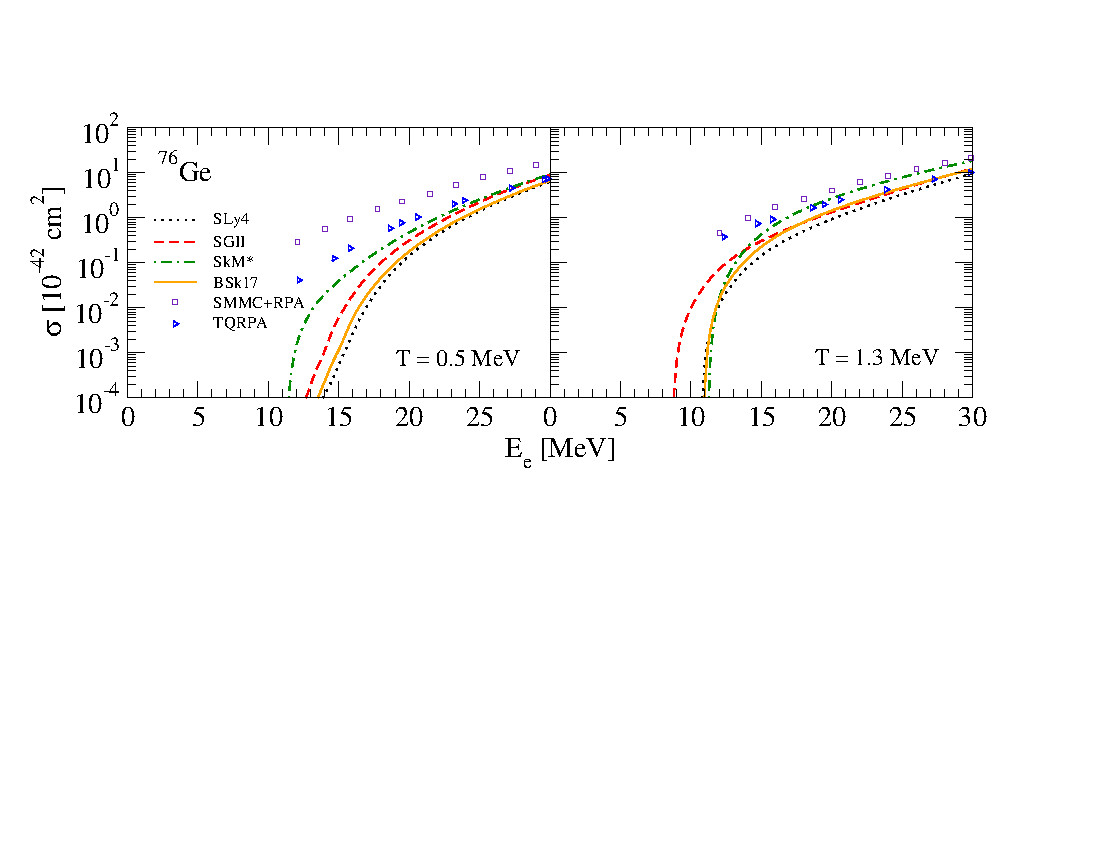 σ [10^-42 cm^2]
10^2
10^1
10^0
10^-1
10^-2
10^-3
10^-4
^76Ge
SLy4
SGII
SkM*
BSk17
SMMC+RPA
TQRPA
T = 0.5 MeV
T = 1.3 MeV
0 5 10 15 20 25 0 5 10 15 20 25 30
E_e [MeV]